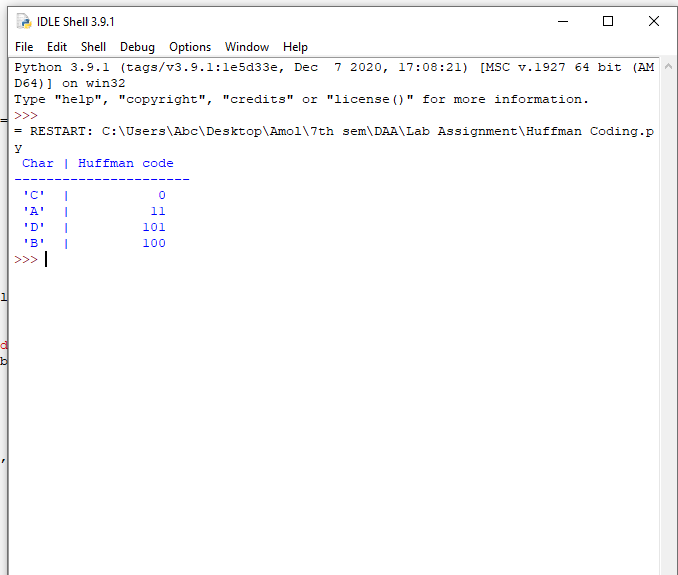 IDLE Shell 3.9.1
File Edit Shell Debug Options Window Help
Python 3.9.1 (tags/v3.9.1:1e5d33e, Dec  7 2020, 17:08:21) [MSC v.1927 64 bit (AM
D64)] on win32
Type "help", "copyright", "credits" or "license()" for more information.
>>>
= RESTART: C:\Users\Abc\Desktop\Amol\7th sem\DAA\Lab Assignment\Huffman Coding.p
y
 Char | Huffman code
----------------------
 'C'  |           0
 'A'  |          11
 'D'  |         101
 'B'  |         100
>>>
=
l
d
b
,